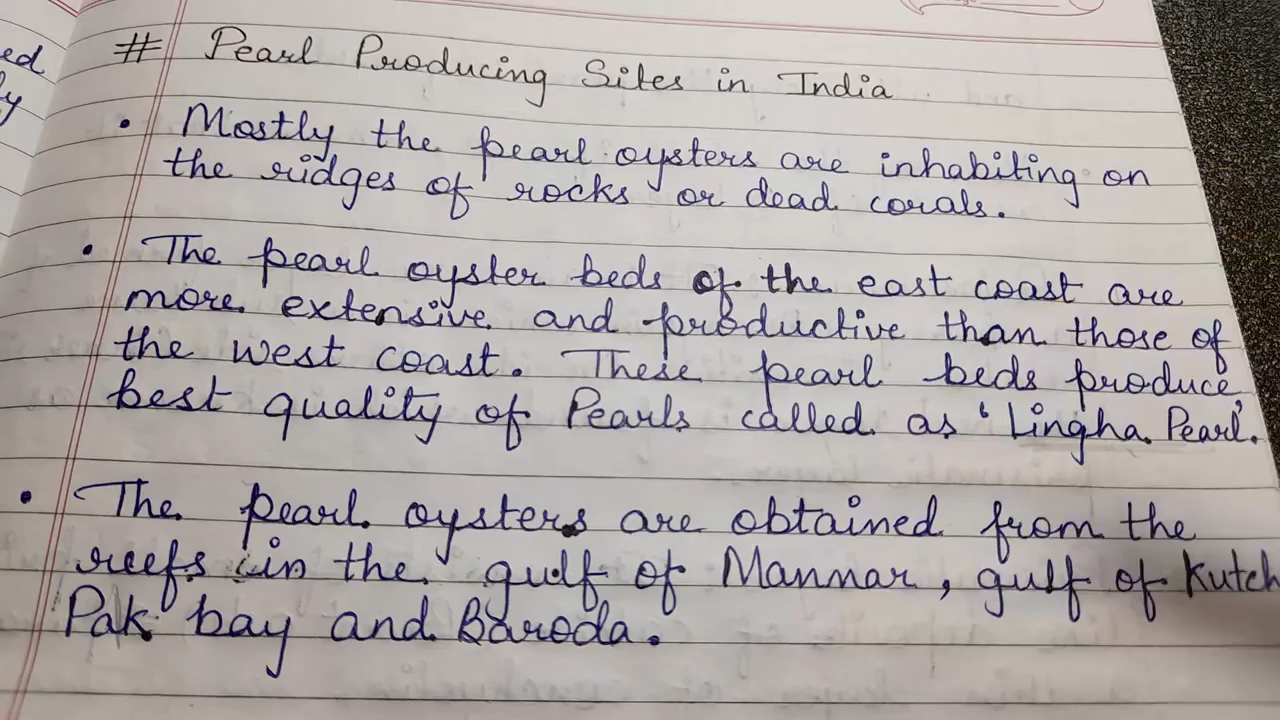 ed
ly
# Pearl Producing Sites in India
• Mostly the pearl oysters are inhabiting on
the ridges of rocks or dead corals.
• The pearl oyster beds of the east coast are
more extensive and productive than those of
the west coast. These pearl beds produce
best quality of Pearls called as 'Lingha Pearl'.
• The pearl oysters are obtained from the
reefs in the gulf of Mannar, gulf of Kutch
Pak bay and Baroda.